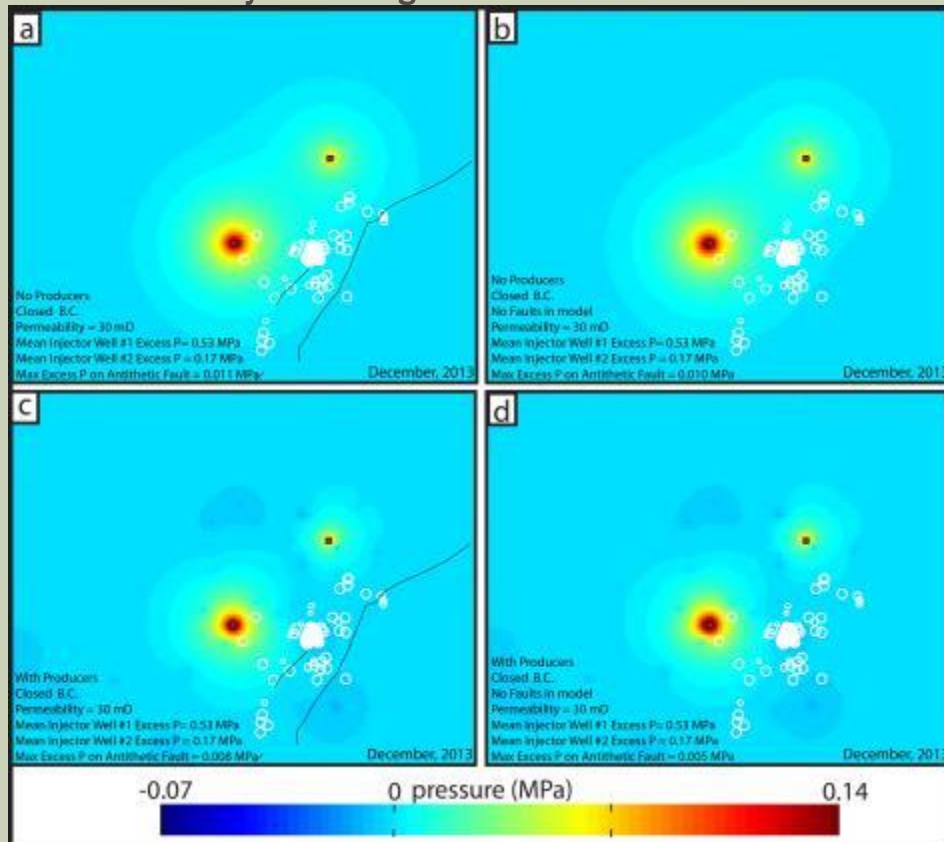 a
No Producers
Closed B.C.
Permeability = 30 mD
Mean Injector Well #1 Excess P= 0.53 MPa
Mean Injector Well #2 Excess P = 0.17 MPa
Max Excess P on Antithetic Fault = 0.011 MPa
December, 2013
b
No Producers
Closed B.C.
No Faults in model
Permeability = 30 mD
Mean Injector Well #1 Excess P= 0.53 MPa
Mean Injector Well #2 Excess P = 0.17 MPa
Max Excess P on Antithetic Fault = 0.010 MPa
December, 2013
c
With Producers
Closed B.C.
Permeability = 30 mD
Mean Injector Well #1 Excess P= 0.53 MPa
Mean Injector Well #2 Excess P = 0.17 MPa
Max Excess P on Antithetic Fault = MPa
December, 2013
d
With Producers
Closed B.C.
No Faults in model
Permeability = 30 mD
Mean Injector Well #1 Excess P= 0.53 MPa
Mean Injector Well #2 Excess P = 0.17 MPa
Max Excess P on Antithetic Fault = 0.005 MPa
December, 2013
-0.07 0 pressure (MPa) 0.14